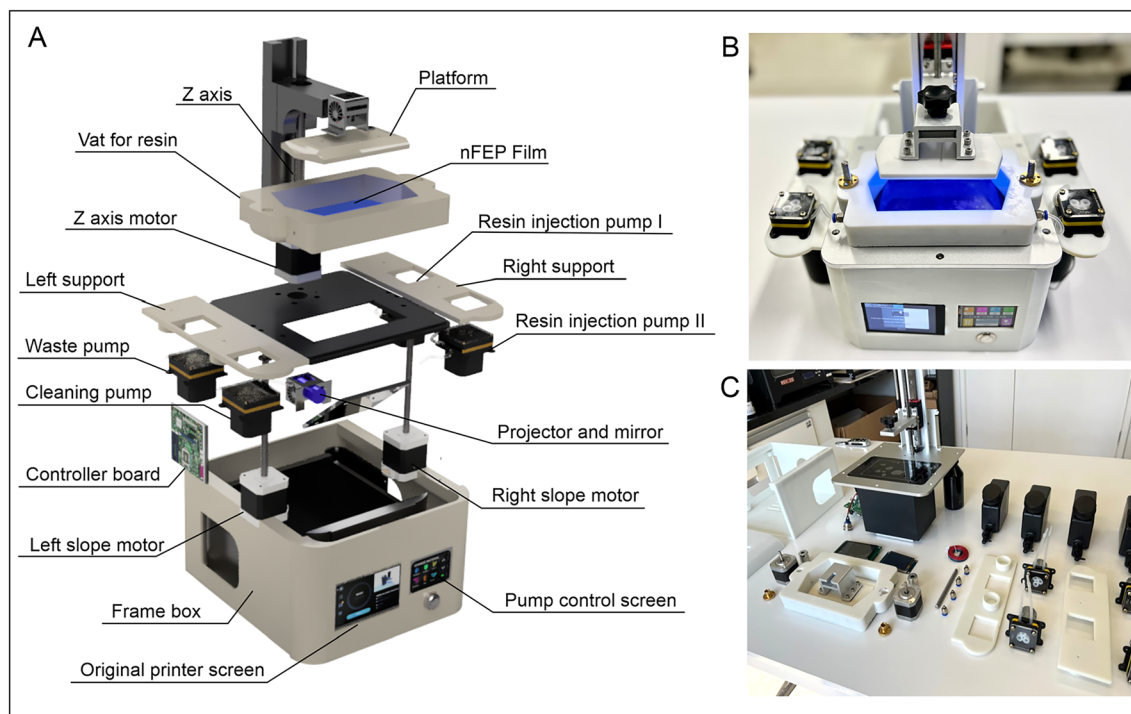 A
Z axis
Platform
Vat for resin
nFEP Film
Z axis motor
Resin injection pump I
Left support
Right support
Waste pump
Resin injection pump II
Cleaning pump
Projector and mirror
Controller board
Right slope motor
Left slope motor
Frame box
Pump control screen
Original printer screen
B
C